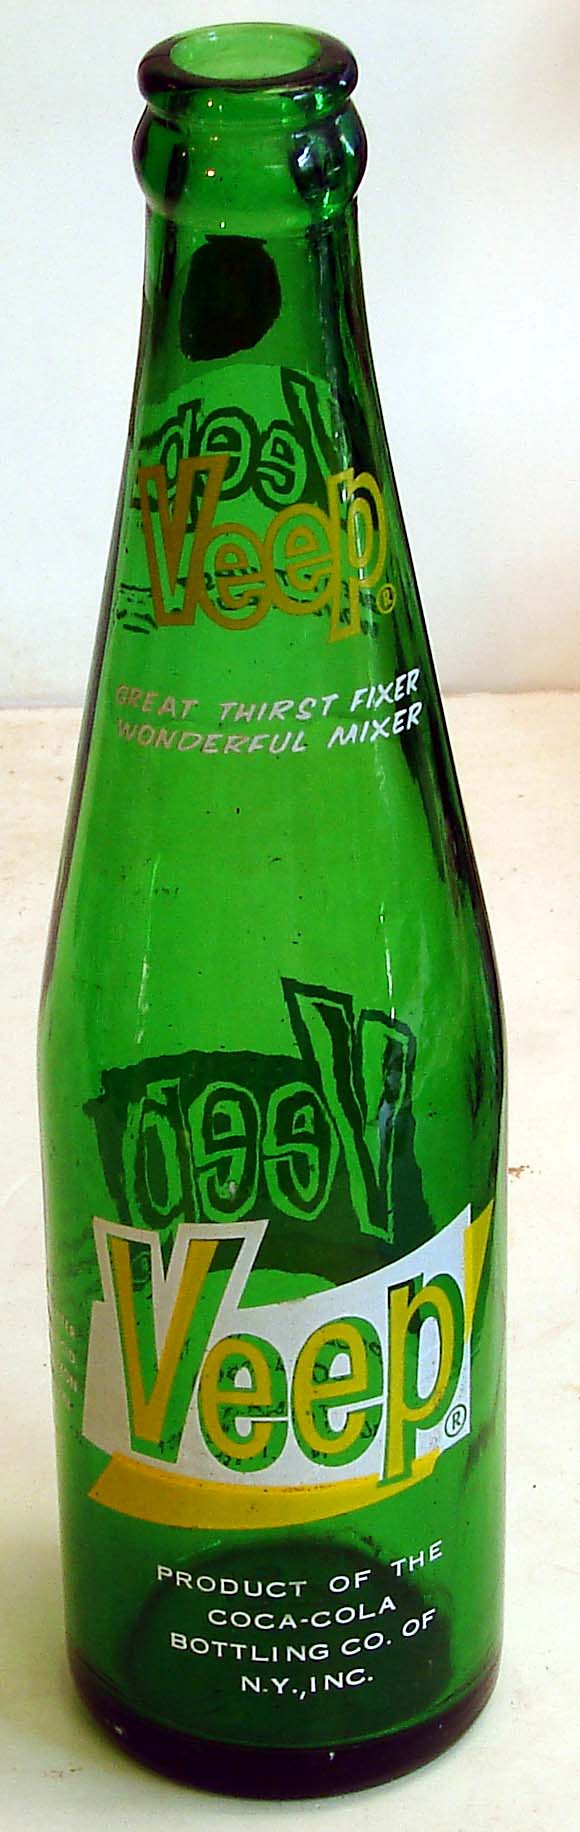 Veep®
GREAT THIRST FIXER
WONDERFUL MIXER
Veep®
PRODUCT OF THE
COCA-COLA
BOTTLING CO. OF
N.Y., INC.